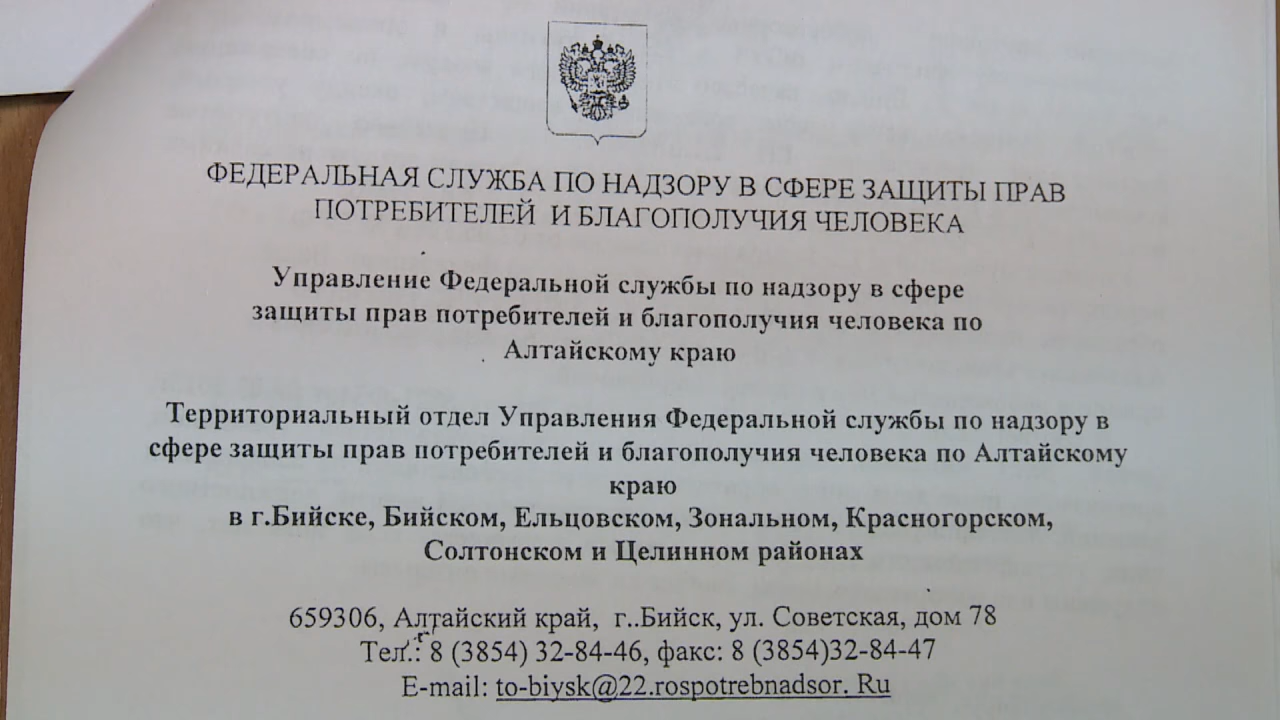 ФЕДЕРАЛЬНАЯ СЛУЖБА ПО НАДЗОРУ В СФЕРЕ ЗАЩИТЫ ПРАВ
ПОТРЕБИТЕЛЕЙ И БЛАГОПОЛУЧИЯ ЧЕЛОВЕКА
Управление Федеральной службы по надзору в сфере
защиты прав потребителей и благополучия человека по
Алтайскому краю
Территориальный отдел Управления Федеральной службы по надзору в
сфере защиты прав потребителей и благополучия человека по Алтайскому
краю
в г.Бийске, Бийском, Ельцовском, Зональном, Красногорском,
Солтонском и Целинном районах
659306, Алтайский край, г..Бийск, ул. Советская, дом 78
Тел.: 8 (3854) 32-84-46, факс: 8 (3854)32-84-47
E-mail: to-biysk@22.rospotrebnadsor. Ru